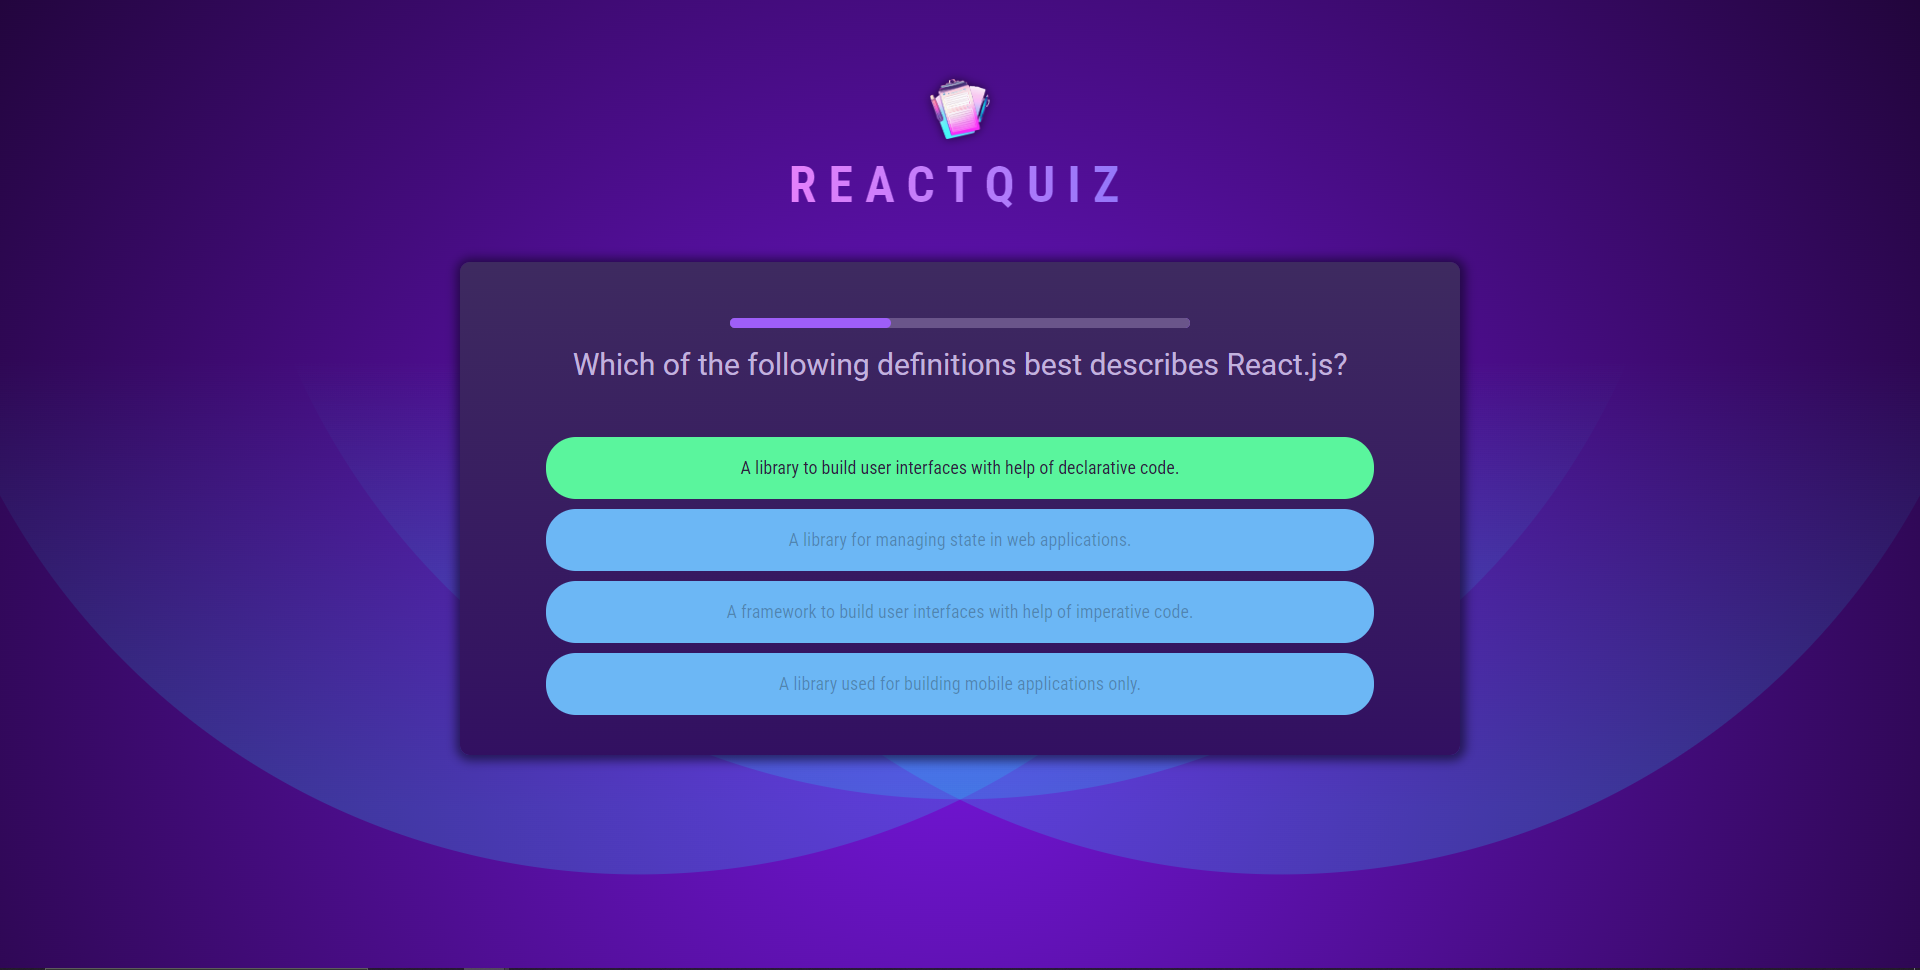 REACTQUIZ
Which of the following definitions best describes React.js?
A library to build user interfaces with help of declarative code.
A library for managing state in web applications.
A framework to build user interfaces with help of imperative code.
A library used for building mobile applications only.